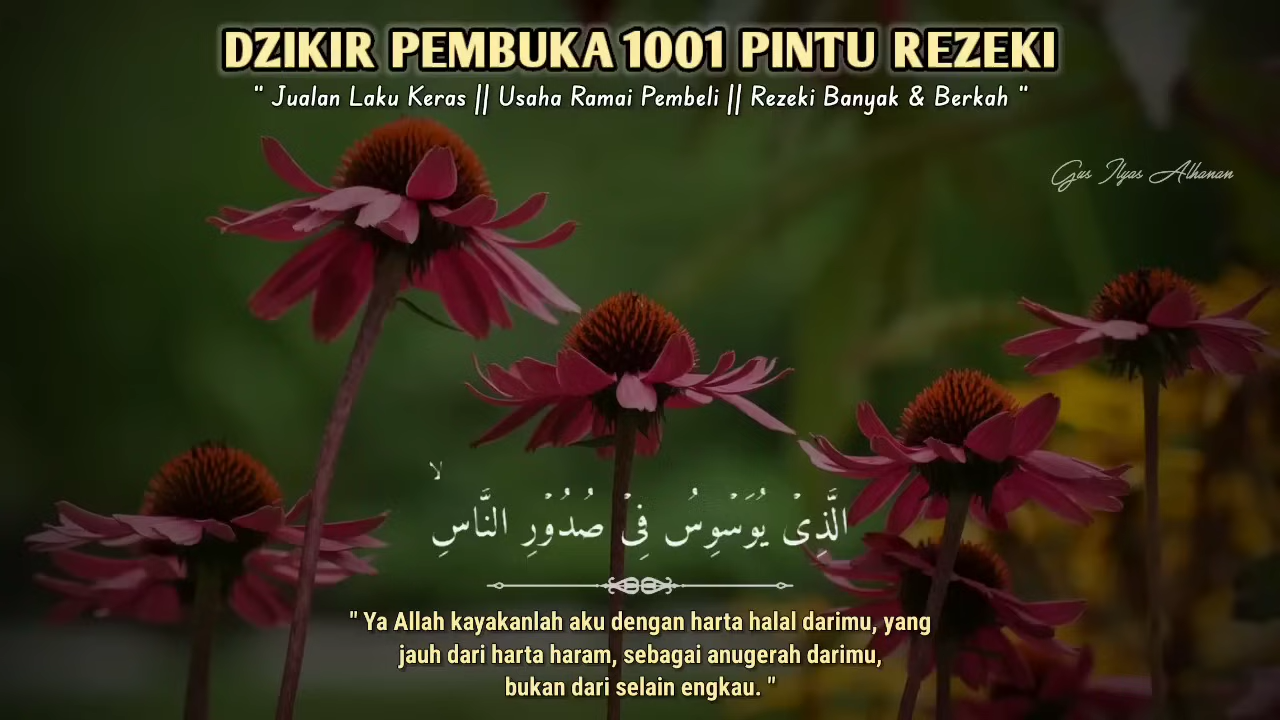 DZIKIR PEMBUKA 1001 PINTU REZEKI
" Jualan Laku Keras || Usaha Ramai Pembeli || Rezeki Banyak & Berkah "
Gus Ilyas Alhanan
الَّذِىْ يُوَسْوِسُ فِىْ صُدُوْرِ النَّاسِۙ
" Ya Allah kayakanlah aku dengan harta halal darimu, yang
jauh dari harta haram, sebagai anugerah darimu,
bukan dari selain engkau. "